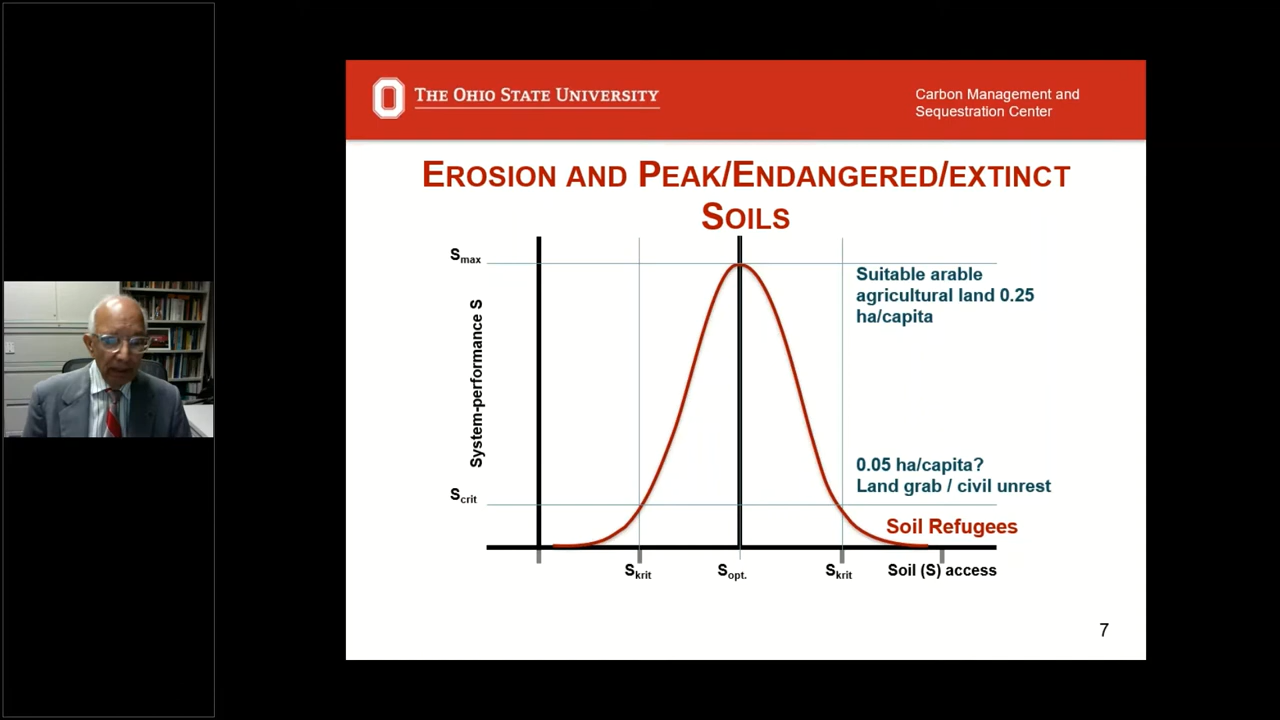 THE OHIO STATE UNIVERSITY
Carbon Management and
Sequestration Center
EROSION AND PEAK/ENDANGERED/EXTINCT
SOILS
Smax
Suitable arable
agricultural land 0.25
ha/capita
System-performance S
0.05 ha/capita?
Land grab / civil unrest
Scrit
Soil Refugees
Skrit
Sopt.
Skrit
Soil (S) access
7